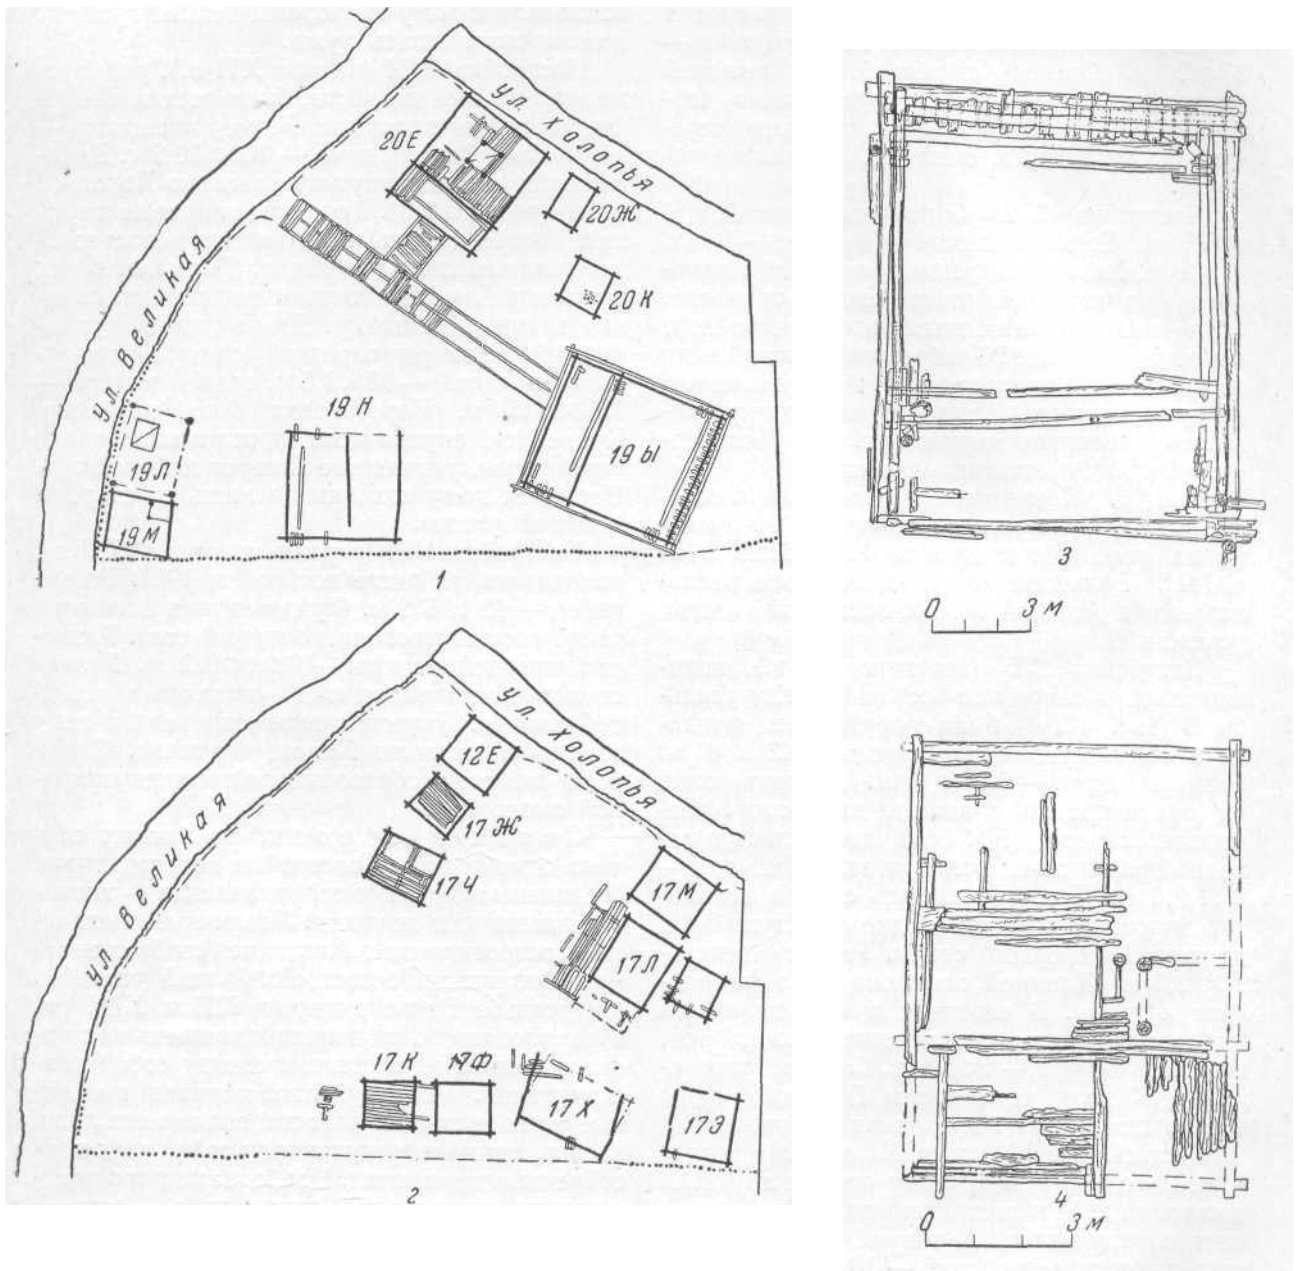 ул. Холопья
20Е
20Ж
20К
ул. Великая
19Н
19Л
19Ы
19М
1
ул. Холопья
12Е
17Ж
ул Великая
17Ч
17М
17Л
17К
17Ф
17Х
17Э
2
3
0 3 м
4
0 3 м